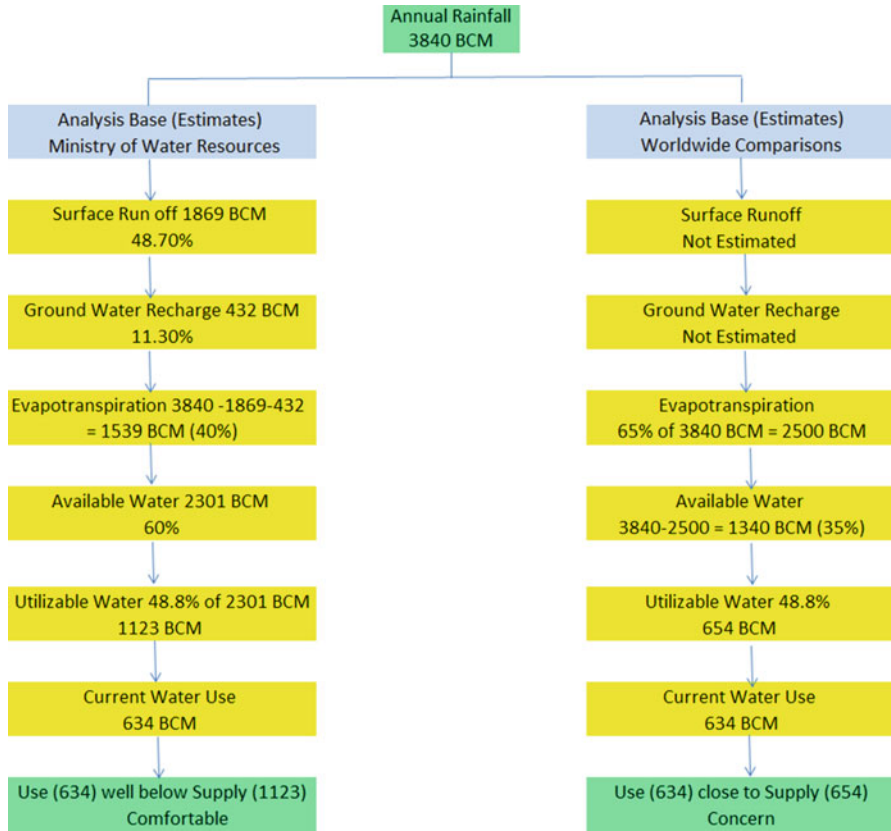 Annual Rainfall
3840 BCM
Analysis Base (Estimates)
Ministry of Water Resources
Surface Run off 1869 BCM
48.70%
Ground Water Recharge 432 BCM
11.30%
Evapotranspiration 3840 -1869-432
= 1539 BCM (40%)
Available Water 2301 BCM
60%
Utilizable Water 48.8% of 2301 BCM
1123 BCM
Current Water Use
634 BCM
Use (634) well below Supply (1123)
Comfortable
Analysis Base (Estimates)
Worldwide Comparisons
Surface Runoff
Not Estimated
Ground Water Recharge
Not Estimated
Evapotranspiration
65% of 3840 BCM = 2500 BCM
Available Water
3840-2500 = 1340 BCM (35%)
Utilizable Water 48.8%
654 BCM
Current Water Use
634 BCM
Use (634) close to Supply (654)
Concern